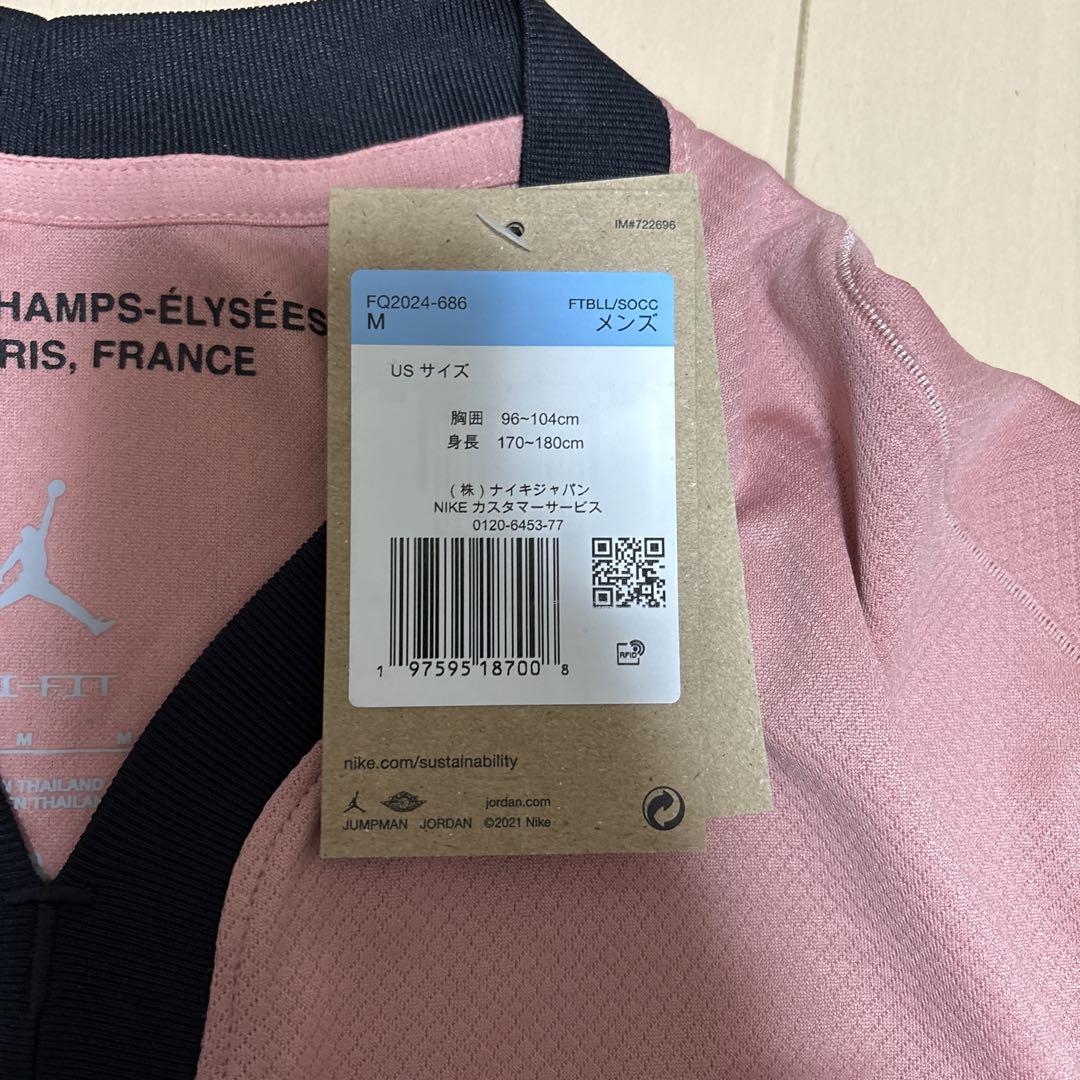 HAMPS-ÉLYSÉES
RIS, FRANCE
M M
N THAILAND
EN THAILAN
IM#722696
FQ2024-686 FTBLL/SOCC
M メンズ
US サイズ
胸囲 96~104cm
身長 170~180cm
(株)ナイキジャパン
NIKE カスタマーサービス
0120-6453-77
1 97595 18700 8
RFID
nike.com/sustainability
jordan.com
JUMPMAN JORDAN ©2021 Nike